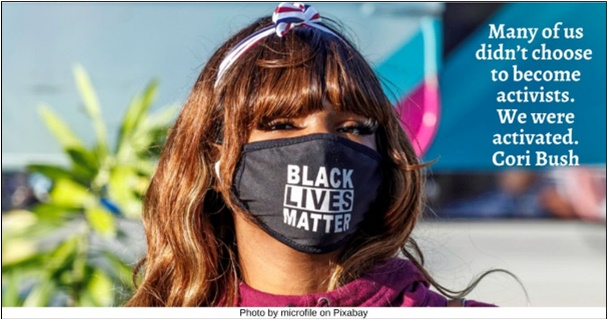 Many of us
didn't choose
to become
activists.
We were
activated.
Cori Bush
BLACK
LIVES
MATTER
Photo by microfile on Pixabay